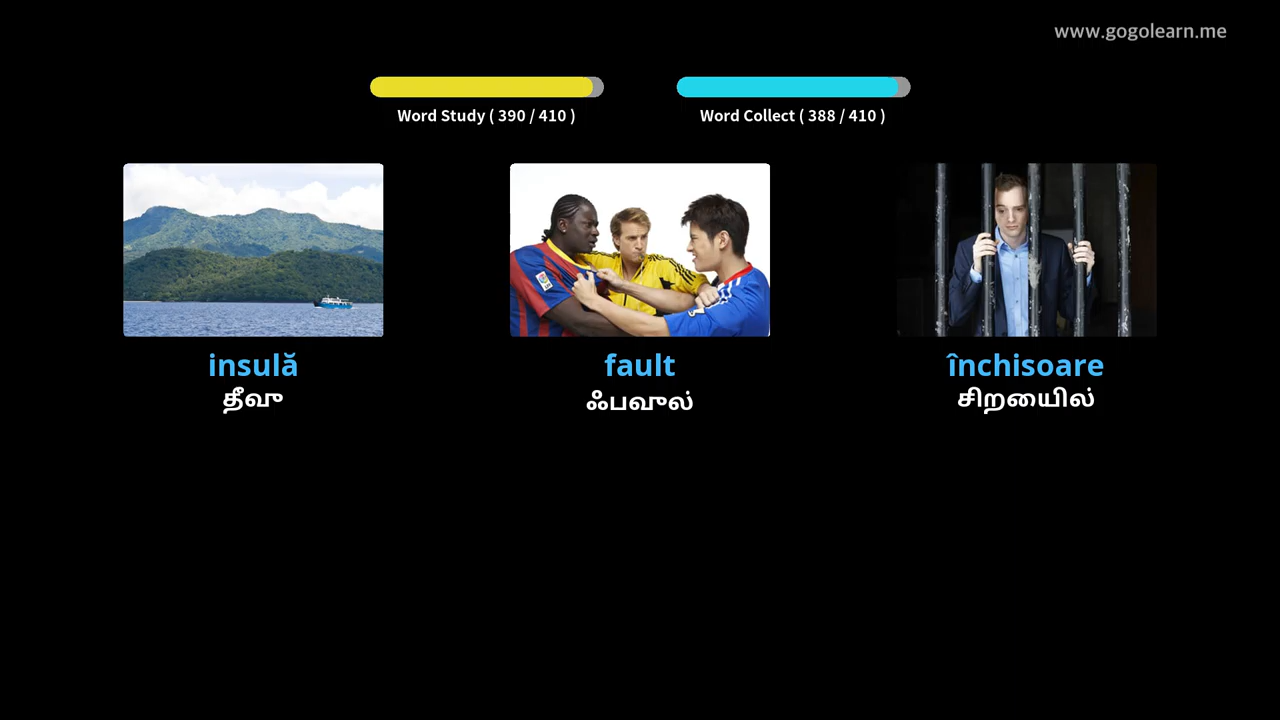 www.gogolearn.me
Word Study ( 390 / 410 )
Word Collect ( 388 / 410 )
insulă
fault
închisoare
தீவு
ஃபவுல்
சிறையில்